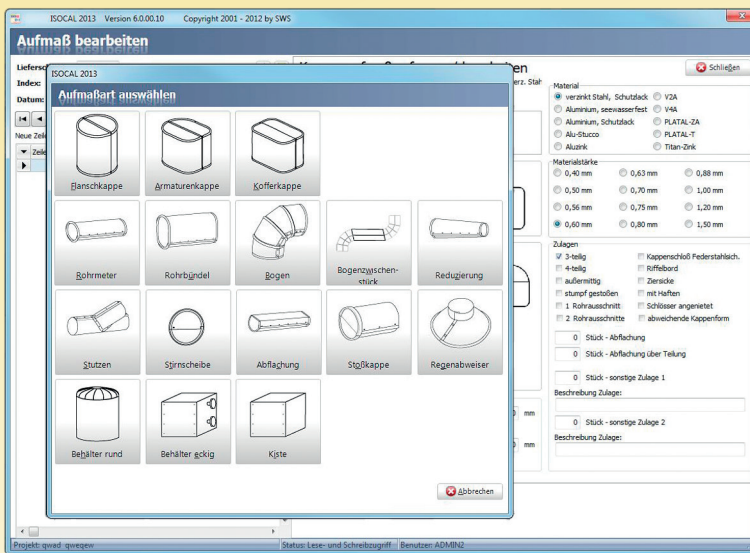 ISOCAL 2013 Version 6.0.00.10 Copyright 2001 - 2012 by SWS
Aufmaß bearbeiten
Liefersc
Index:
Datum:
Neue Zeile
Zeile
Schließen
erz. Stah
ISOCAL 2013
Aufmaßart auswählen
Flanschkappe
Armaturenkappe
Kofferkappe
Rohrmeter
Rohrbündel
Bogen
Bogenzwischen-
stück
Reduzierung
Stutzen
Stirnscheibe
Abflachung
Stoßkappe
Regenabweiser
Behälter rund
Behälter eckig
Kiste
Abbrechen
Material
verzinkt Stahl, Schutzlack V2A
Aluminium, seewasserfest V4A
Aluminium, Schutzlack PLATAL-ZA
Alu-Stucco PLATAL-T
Aluzink Titan-Zink
Materialstärke
0,40 mm 0,63 mm 0,88 mm
0,50 mm 0,70 mm 1,00 mm
0,56 mm 0,75 mm 1,20 mm
0,60 mm 0,80 mm 1,50 mm
Zulagen
3-teilig Kappenschloß Federstahlsich.
4-teilig Riffelbord
außermittig Ziersicke
stumpf gestoßen mit Haften
1 Rohrausschnitt Schlösser angenietet
2 Rohrausschnitte abweichende Kappenform
0 Stück - Abflachung
0 Stück - Abflachung über Teilung
0 Stück - sonstige Zulage 1
Beschreibung Zulage:
0 mm
0 Stück - sonstige Zulage 2
0 mm
Beschreibung Zulage:
Projekt: qwad qweqew
Status: Lese- und Schreibzugriff
Benutzer: ADMIN2